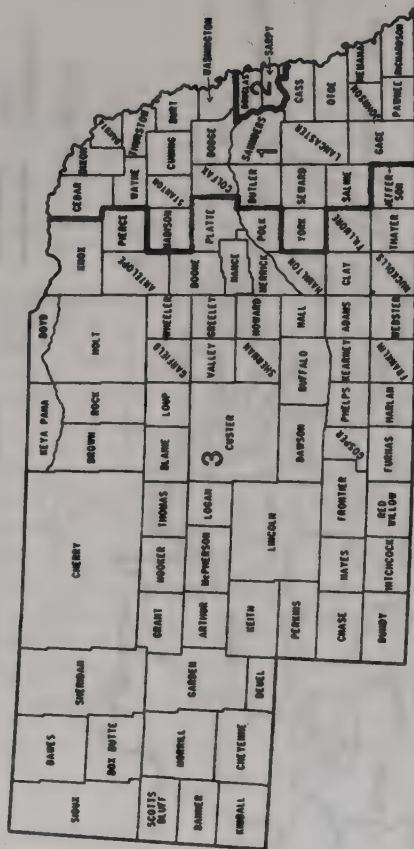 SIOUX
DAWES
BOX BUTTE
SCOTTS
BLUFF
BANNER
KIMBALL
SHERIDAN
MORRILL
CHEYENNE
GARDEN
DEUEL
CHERRY
GRANT
HOOKER
THOMAS
ARTHUR
McPHERSON
LOGAN
KEITH
LINCOLN
PERKINS
CHASE
HAYES
FRONTIER
DUNDY
HITCHCOCK
RED
WILLOW
KEYA PAHA
BOYD
BROWN
ROCK
HOLT
BLAINE
LOUP
GARFIELD
WHEELER
3
CUSTER
VALLEY
GREELEY
SHERMAN
HOWARD
DAWSON
BUFFALO
HALL
GOSPER
PHELPS
KEARNEY
ADAMS
CLAY
FURNAS
HARLAN
FRANKLIN
WEBSTER
NUCKOLLS
KNOX
ANTELOPE
PIERCE
MADISON
BOONE
PLATTE
NANCE
MERRICK
POLK
HAMILTON
YORK
FILLMORE
THAYER
CEDAR
DIXON
WAYNE
THURSTON
STANTON
CUMING
BURT
COLFAX
DODGE
WASHINGTON
BUTLER
SAUNDERS
1
DOUGLAS
2
SARPY
SEWARD
LANCASTER
CASS
OTOE
SALINE
JEFFER-
SON
GAGE
JOHNSON
NEMAHA
PAWNEE
RICHARDSON